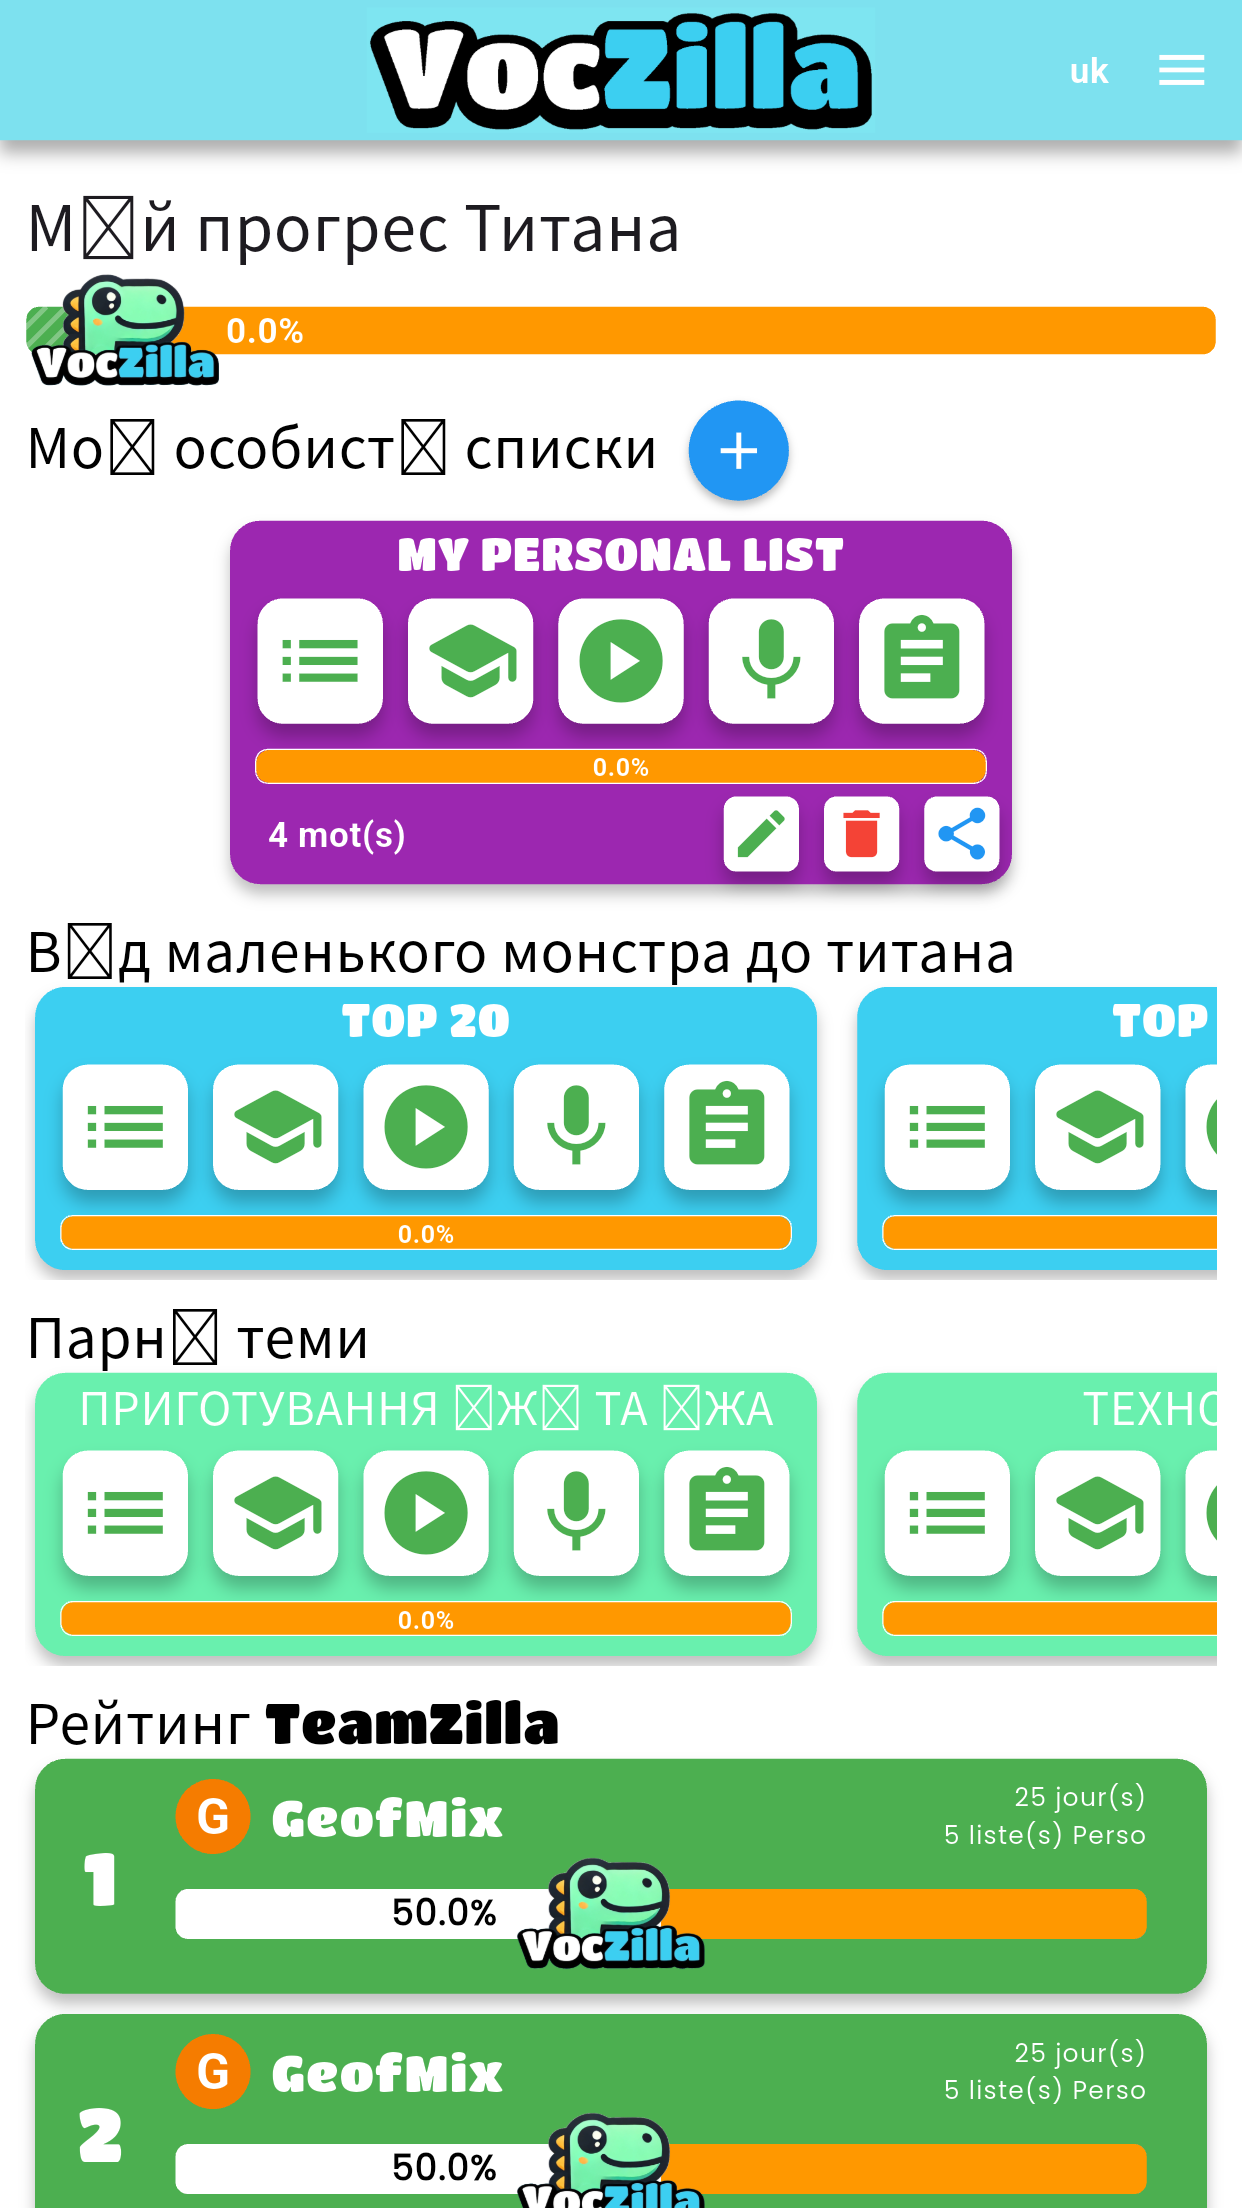 VocZilla
uk
М☒й прогрес Титана
0.0%
VocZilla
Мо☒ особист☒ списки
MY PERSONAL LIST
0.0%
4 mot(s)
В☒д маленького монстра до титана
TOP 20
TOP
0.0%
Парн☒ теми
ПРИГОТУВАННЯ ☒Ж☒ ТА ☒ЖА
ТЕХНО
0.0%
Рейтинг TeamZilla
1
G
GeofMix
25 jour(s)
5 liste(s) Perso
50.0%
VocZilla
2
G
GeofMix
25 jour(s)
5 liste(s) Perso
50.0%
VocZilla